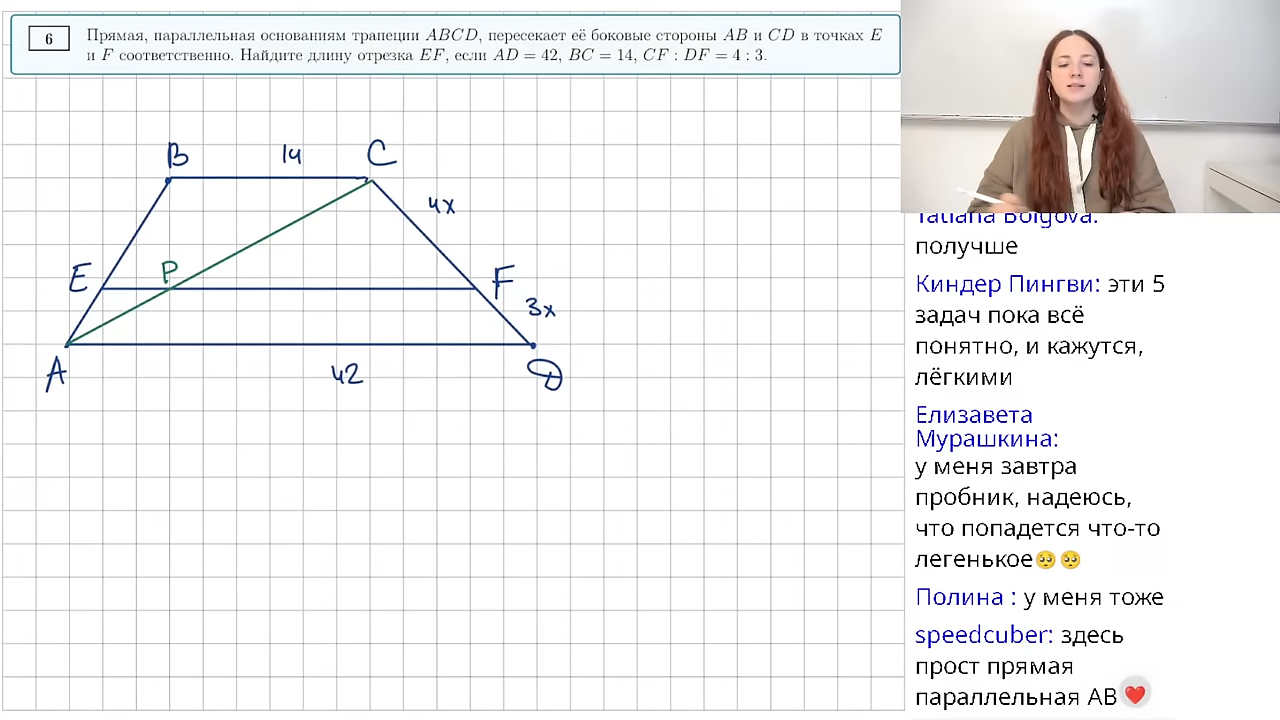 6
Прямая, параллельная основаниям трапеции ABCD, пересекает её боковые стороны AB и CD в точках E
и F соответственно. Найдите длину отрезка EF, если AD = 42, BC = 14, CF : DF = 4 : 3.
B 14 C
4x
E P F
3x
A 42 D
Tatiana Bolgova:
получше
Киндер Пингви: эти 5
задач пока всё
понятно, и кажутся,
лёгкими
Елизавета
Мурашкина:
у меня завтра
пробник, надеюсь,
что попадется что-то
легенькое🥺🥺
Полина : у меня тоже
speedcuber: здесь
прост прямая
параллельная АВ❤️